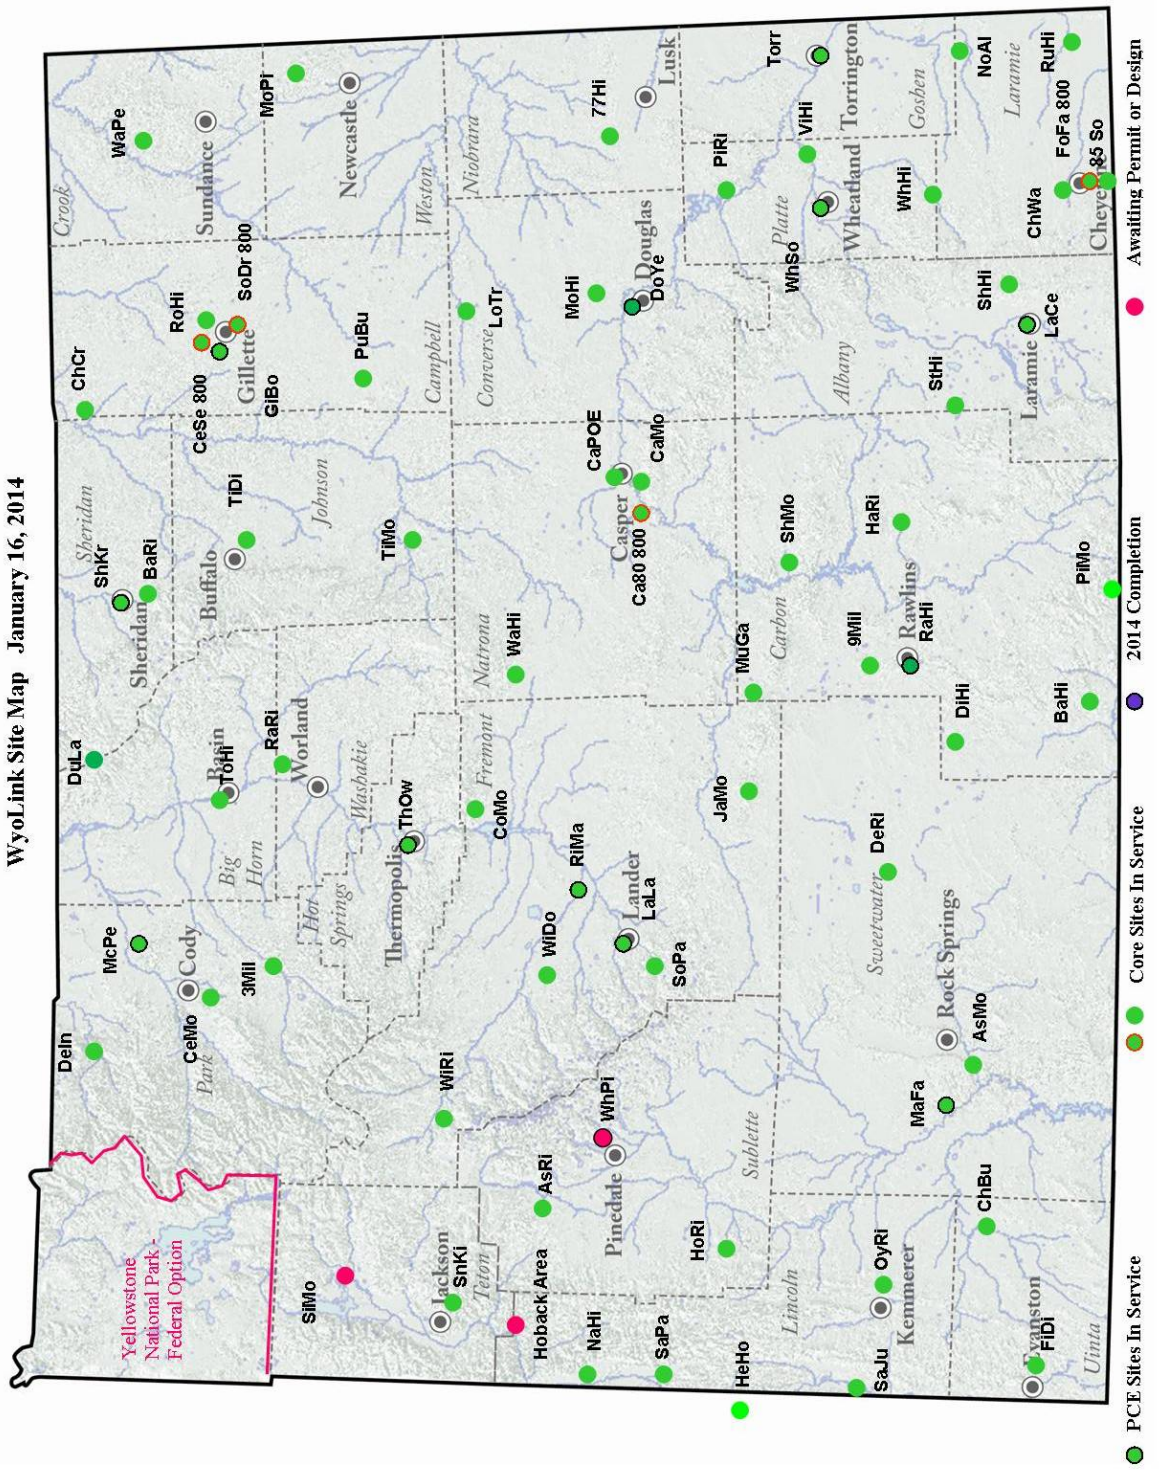 WyoLink Site Map January 16, 2014
Yellowstone
National Park -
Federal Option
DeIn
McPe
Cody
CeMo
Park
3Mil
DuLa
Basin
ToHi
RaRi
Big
Horn
Worland
Washakie
Hot
Springs
Thermopolis
ThOw
Sheridan
ShKr
BaRi
Sheridan
Buffalo
TiDi
Johnson
TiMo
ChCr
RoHi
CeSe 800
SoDr 800
Gillette
GiBo
PuBu
Campbell
Crook
WaPe
Sundance
MoPi
Newcastle
Weston
SiMo
Jackson
SnKi
Teton
Hoback Area
WiRi
AsRi
WhPi
Pinedale
Sublette
HoRi
NaHi
SaPa
HeHo
CoMo
Fremont
RiMa
WiDo
Lander
LaLa
SoPa
JaMo
Natrona
WaHi
CaPOE
CaMo
Casper
Ca80 800
LoTr
Converse
MoHi
Douglas
DoYe
Niobrara
77Hi
Lusk
PiRi
Torr
ViHi
Torrington
Platte
Wheatland
WhSo
WhHi
Goshen
MuGa
Carbon
ShMo
9Mil
Rawlins
RaHi
HaRi
DiHi
BaHi
PiMo
Albany
StHi
ShHi
Laramie
LaCe
NoAl
Laramie
RuHi
FoFa 800
85 So
ChWa
Cheyenne
Lincoln
SaJu
OyRi
Kemmerer
Evanston
FiDi
Uinta
ChBu
Sweetwater
DeRi
Rock Springs
AsMo
MaFa
PCE Sites In Service
Core Sites In Service
2014 Completion
Awaiting Permit or Design